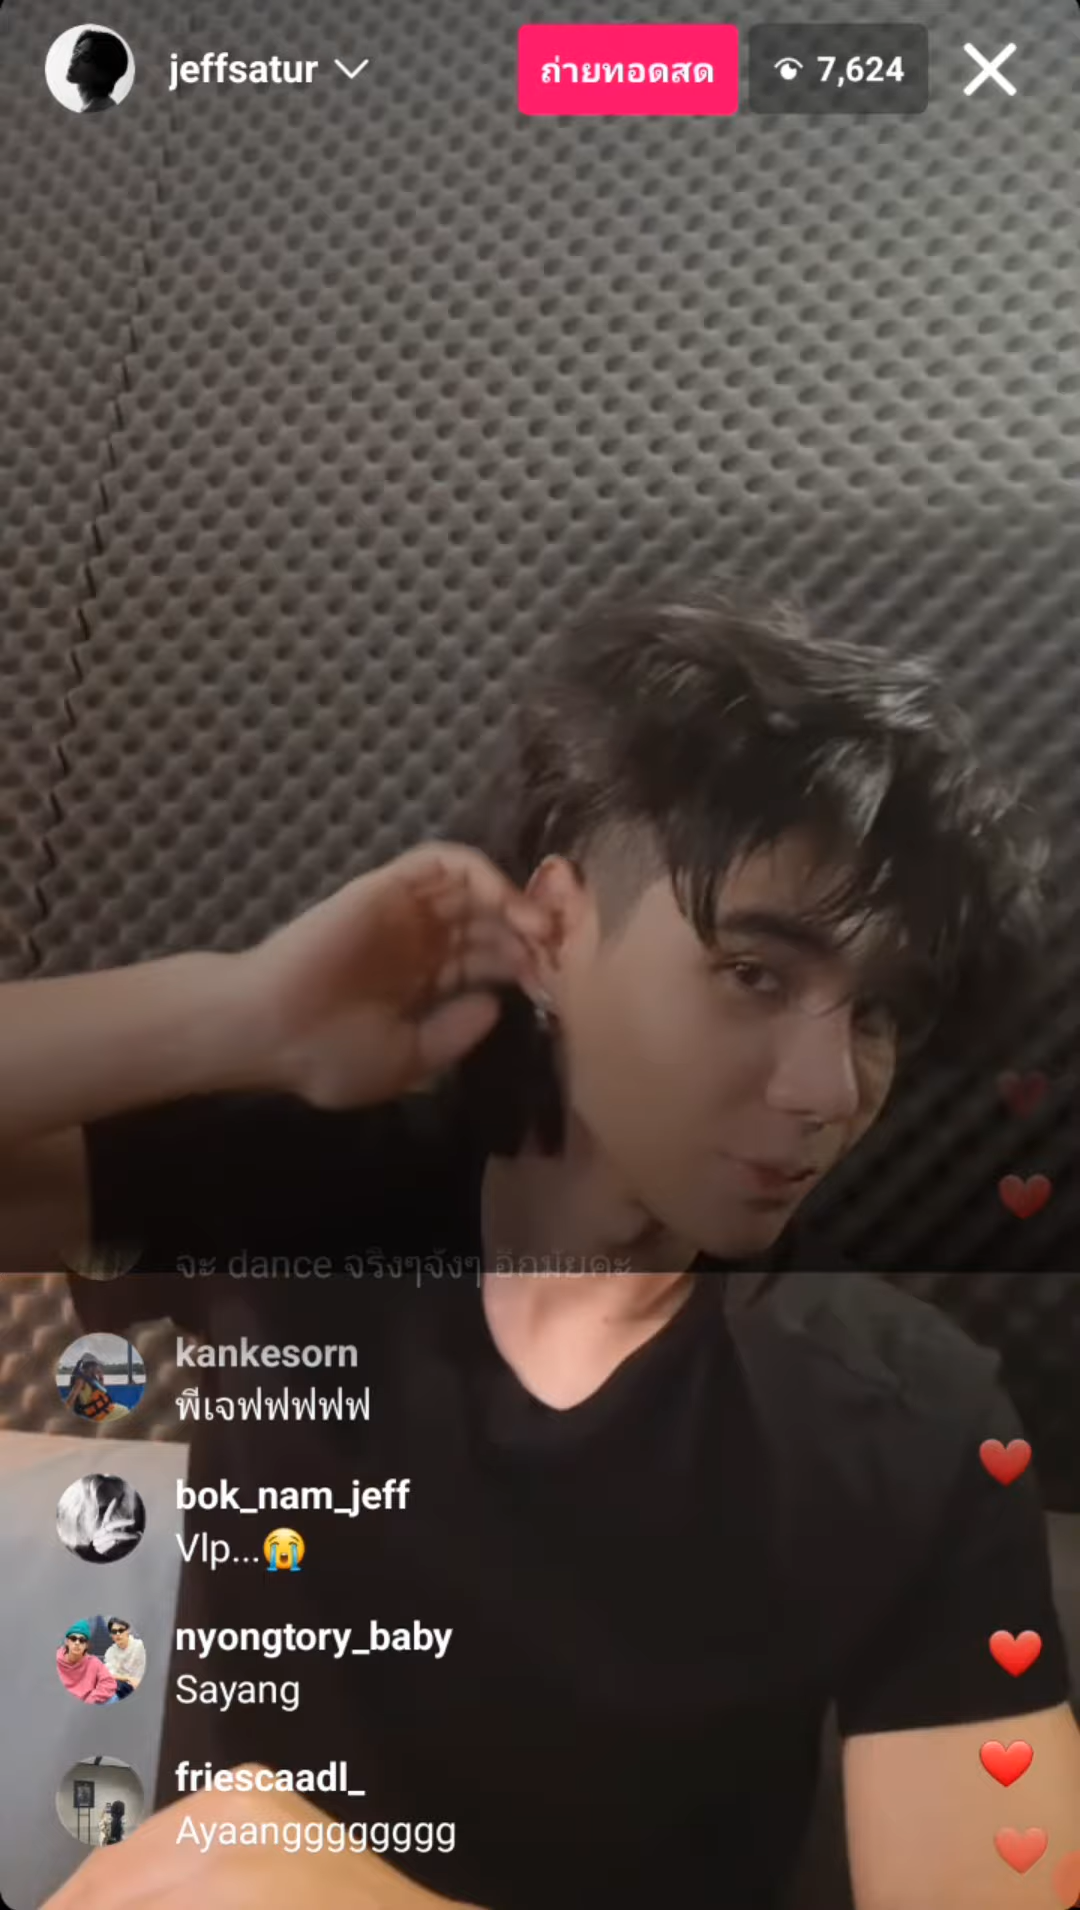 jeffsatur
ถ่ายทอดสด
7,624
จะ dance จริงๆจังๆ อีกมัยคะ
kankesorn
พี่เจฟฟฟฟฟ
bok_nam_jeff
Vlp...😭
nyongtory_baby
Sayang
friescaadl_
Ayaangggggggg